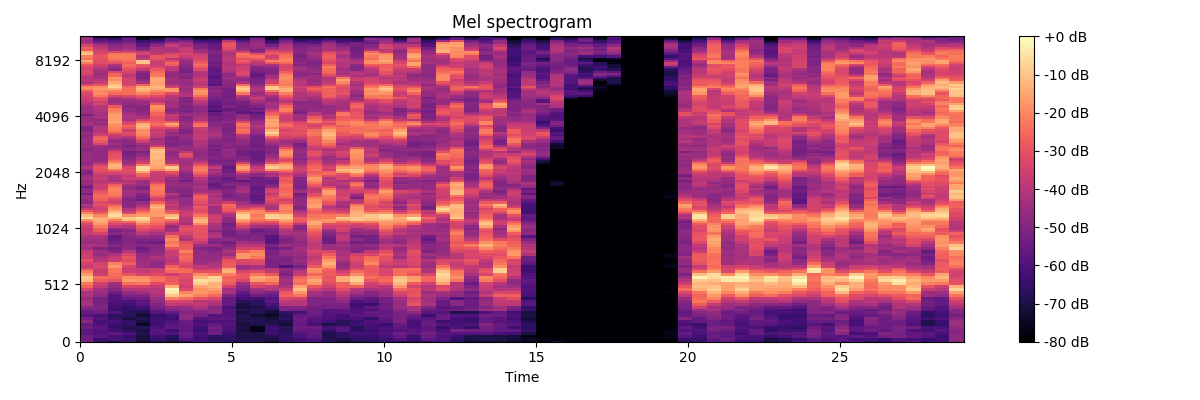 Mel spectrogram
+0 dB
8192
-10 dB
4096
-20 dB
-30 dB
Hz
2048
-40 dB
1024
-50 dB
512
-60 dB
-70 dB
0
-80 dB
0 5 10 15 20 25
Time